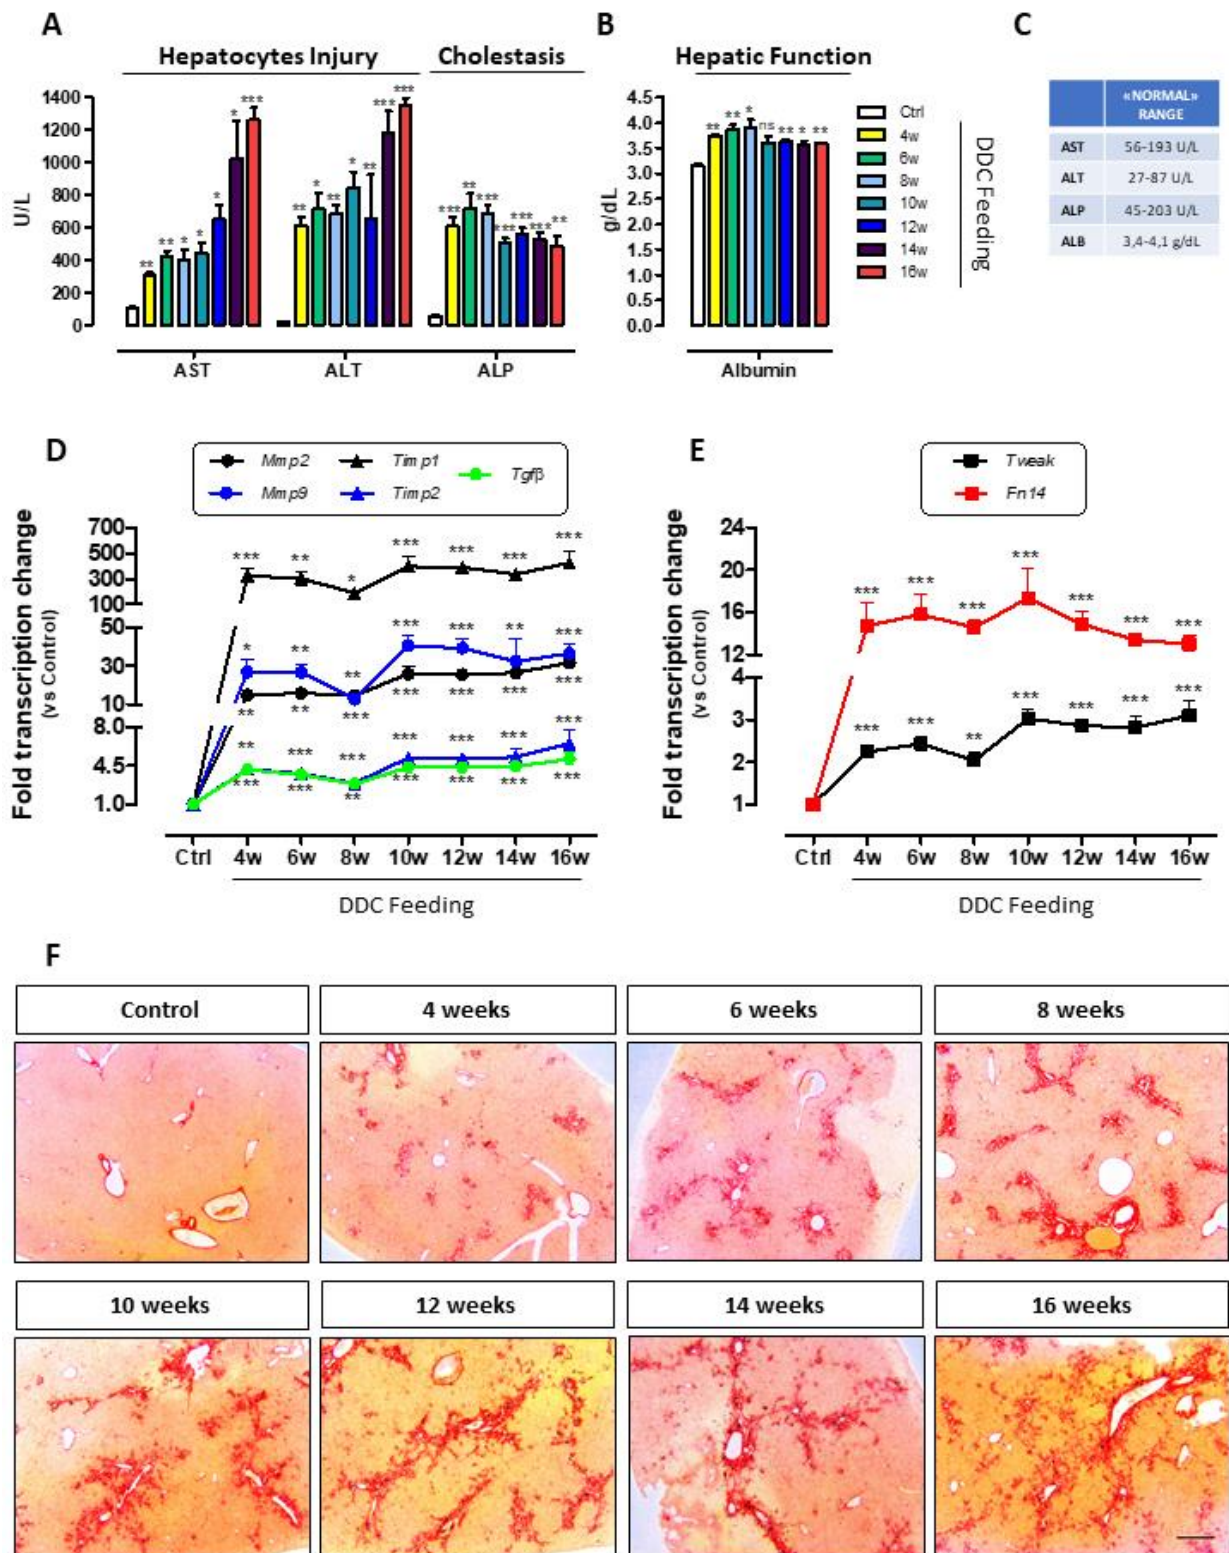 A
Hepatocytes Injury
Cholestasis
1400
1200
1000
800
600
400
200
0
U/L
** ** * * * * ***
** * ** * ** *** ***
*** ** *** *** *** *** **
AST
ALT
ALP
B
Hepatic Function
4.5
4.0
3.5
3.0
2.5
2.0
1.5
1.0
0.5
0.0
g/dL
** ** * ns ** * **
Albumin
Ctrl
4w
6w
8w
10w
12w
14w
16w
DDC Feeding
C
«NORMAL»
RANGE
AST 56-193 U/L
ALT 27-87 U/L
ALP 45-203 U/L
ALB 3,4-4,1 g/dL
D
Mmp2 Timp1 Tgfβ
Mmp9 Timp2
Fold transcription change
(vs Control)
700
500
300
100
50
30
10
8.0
4.5
1.0
*** ** * *** *** *** ***
* ** ** *** *** ** ***
** ** *** *** *** *** ***
** *** ** *** *** *** ***
*** *** ** *** *** *** ***
Ctrl 4w 6w 8w 10w 12w 14w 16w
DDC Feeding
E
Tweak
Fn14
Fold transcription change
(vs Control)
24
20
16
12
4
3
2
1
*** *** *** *** *** *** ***
*** *** ** *** *** *** ***
Ctrl 4w 6w 8w 10w 12w 14w 16w
DDC Feeding
F
Control
4 weeks
6 weeks
8 weeks
10 weeks
12 weeks
14 weeks
16 weeks